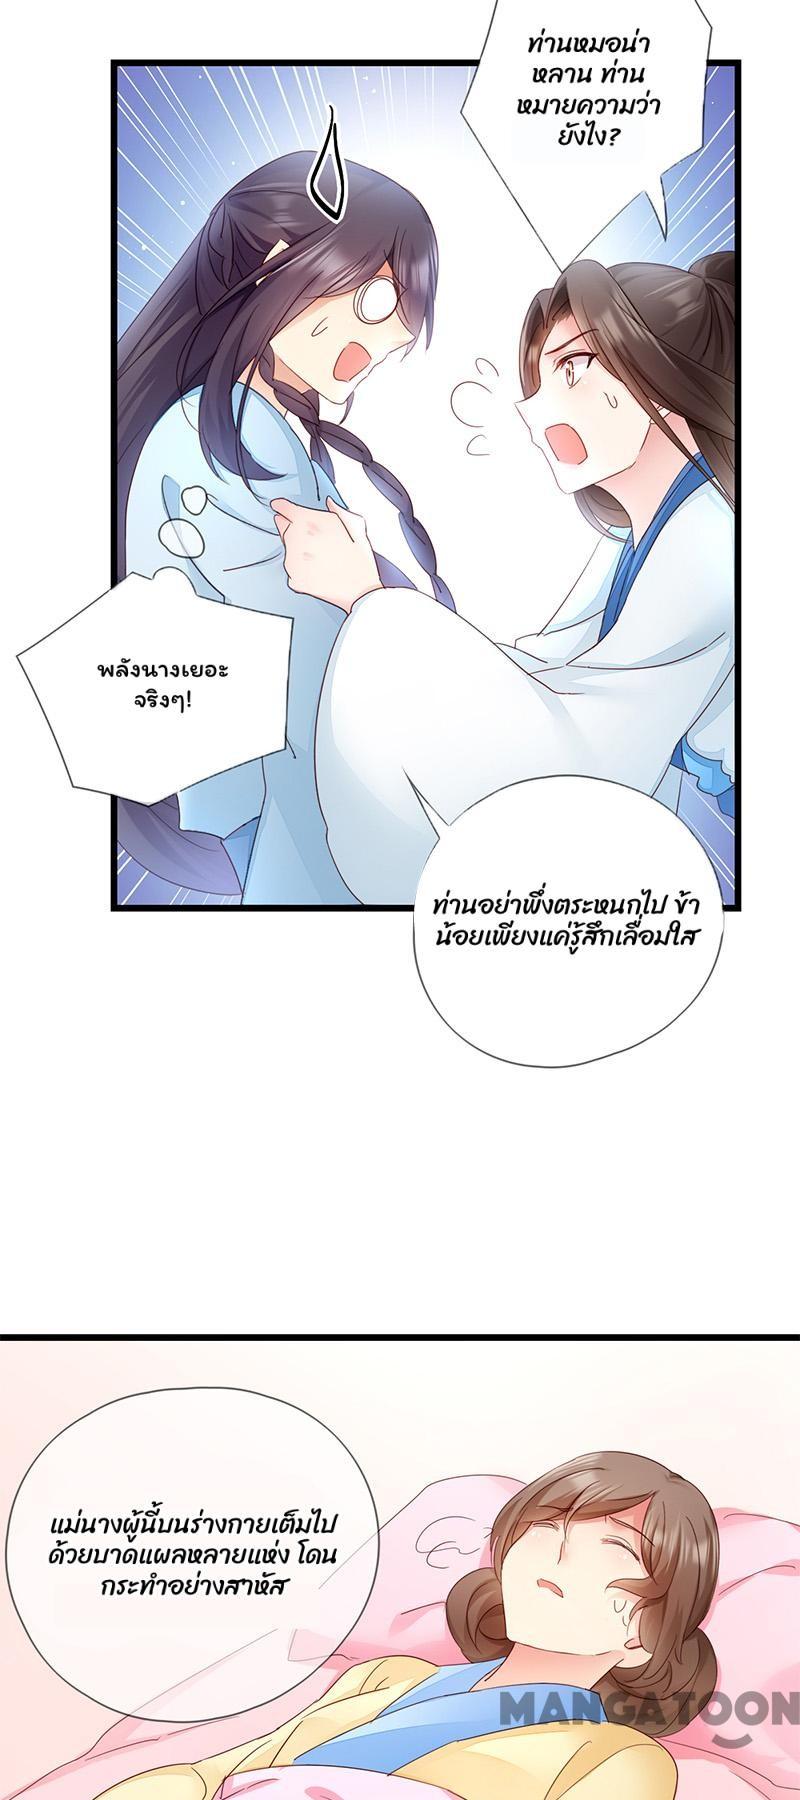 ท่านหมอน่า
หลาน ท่าน
หมายความว่า
ยังไง?
พลังนางเยอะ
จริงๆ!
ท่านอย่าพึ่งตระหนกไป ข้า
น้อยเพียงแค่รู้สึกเลื่อมใส
แม่นางผู้นี้บนร่างกายเต็มไป
ด้วยบาดแผลหลายแห่ง โดน
กระทำอย่างสาหัส
MANGATOON